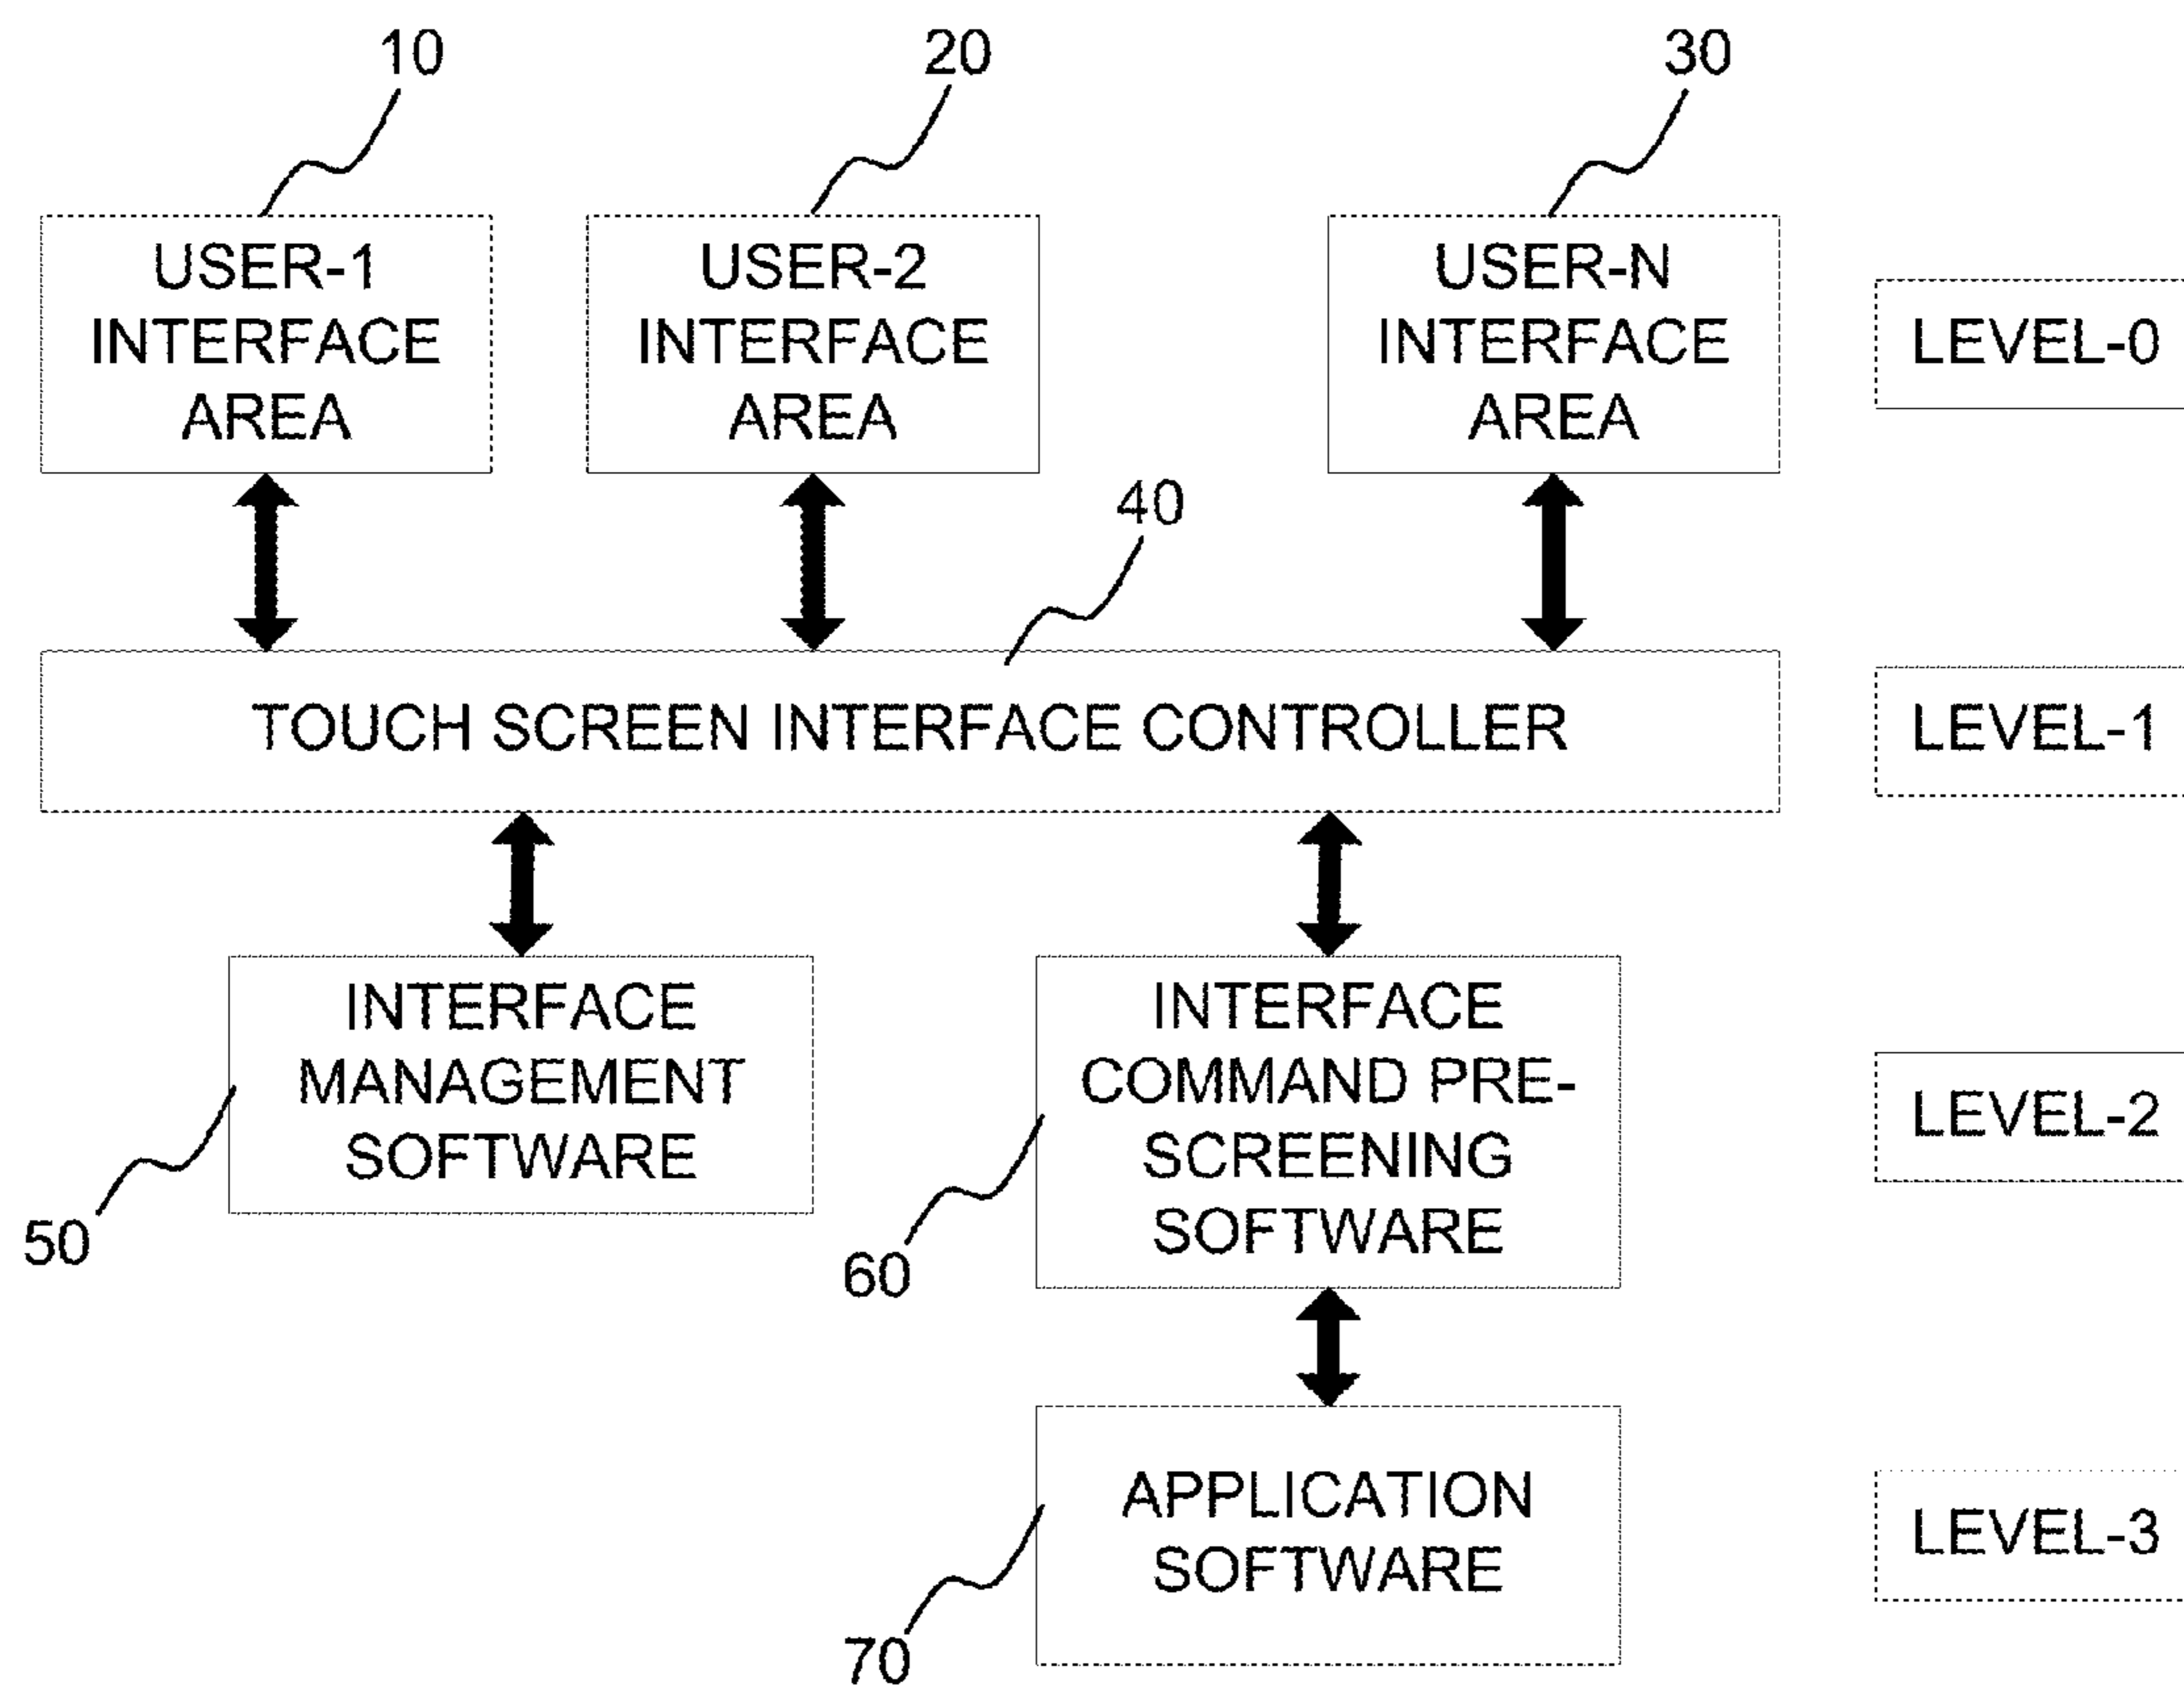 10
20
30
USER-1
INTERFACE
AREA
USER-2
INTERFACE
AREA
USER-N
INTERFACE
AREA
LEVEL-0
40
TOUCH SCREEN INTERFACE CONTROLLER
LEVEL-1
INTERFACE
MANAGEMENT
SOFTWARE
50
INTERFACE
COMMAND PRE-
SCREENING
SOFTWARE
60
LEVEL-2
APPLICATION
SOFTWARE
70
LEVEL-3